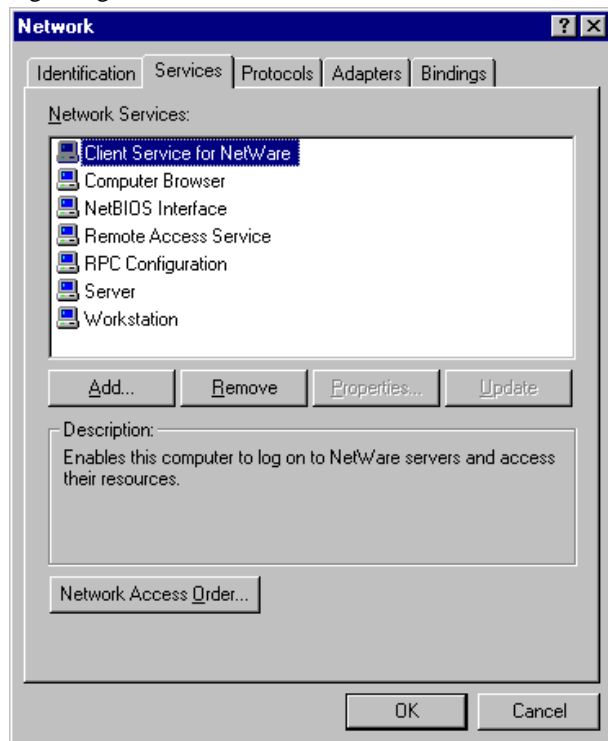 Network
Identification Services Protocols Adapters Bindings
Network Services:
Client Service for NetWare
Computer Browser
NetBIOS Interface
Remote Access Service
RPC Configuration
Server
Workstation
Add... Remove Properties... Update
Description:
Enables this computer to log on to NetWare servers and access
their resources.
Network Access Order...
OK Cancel